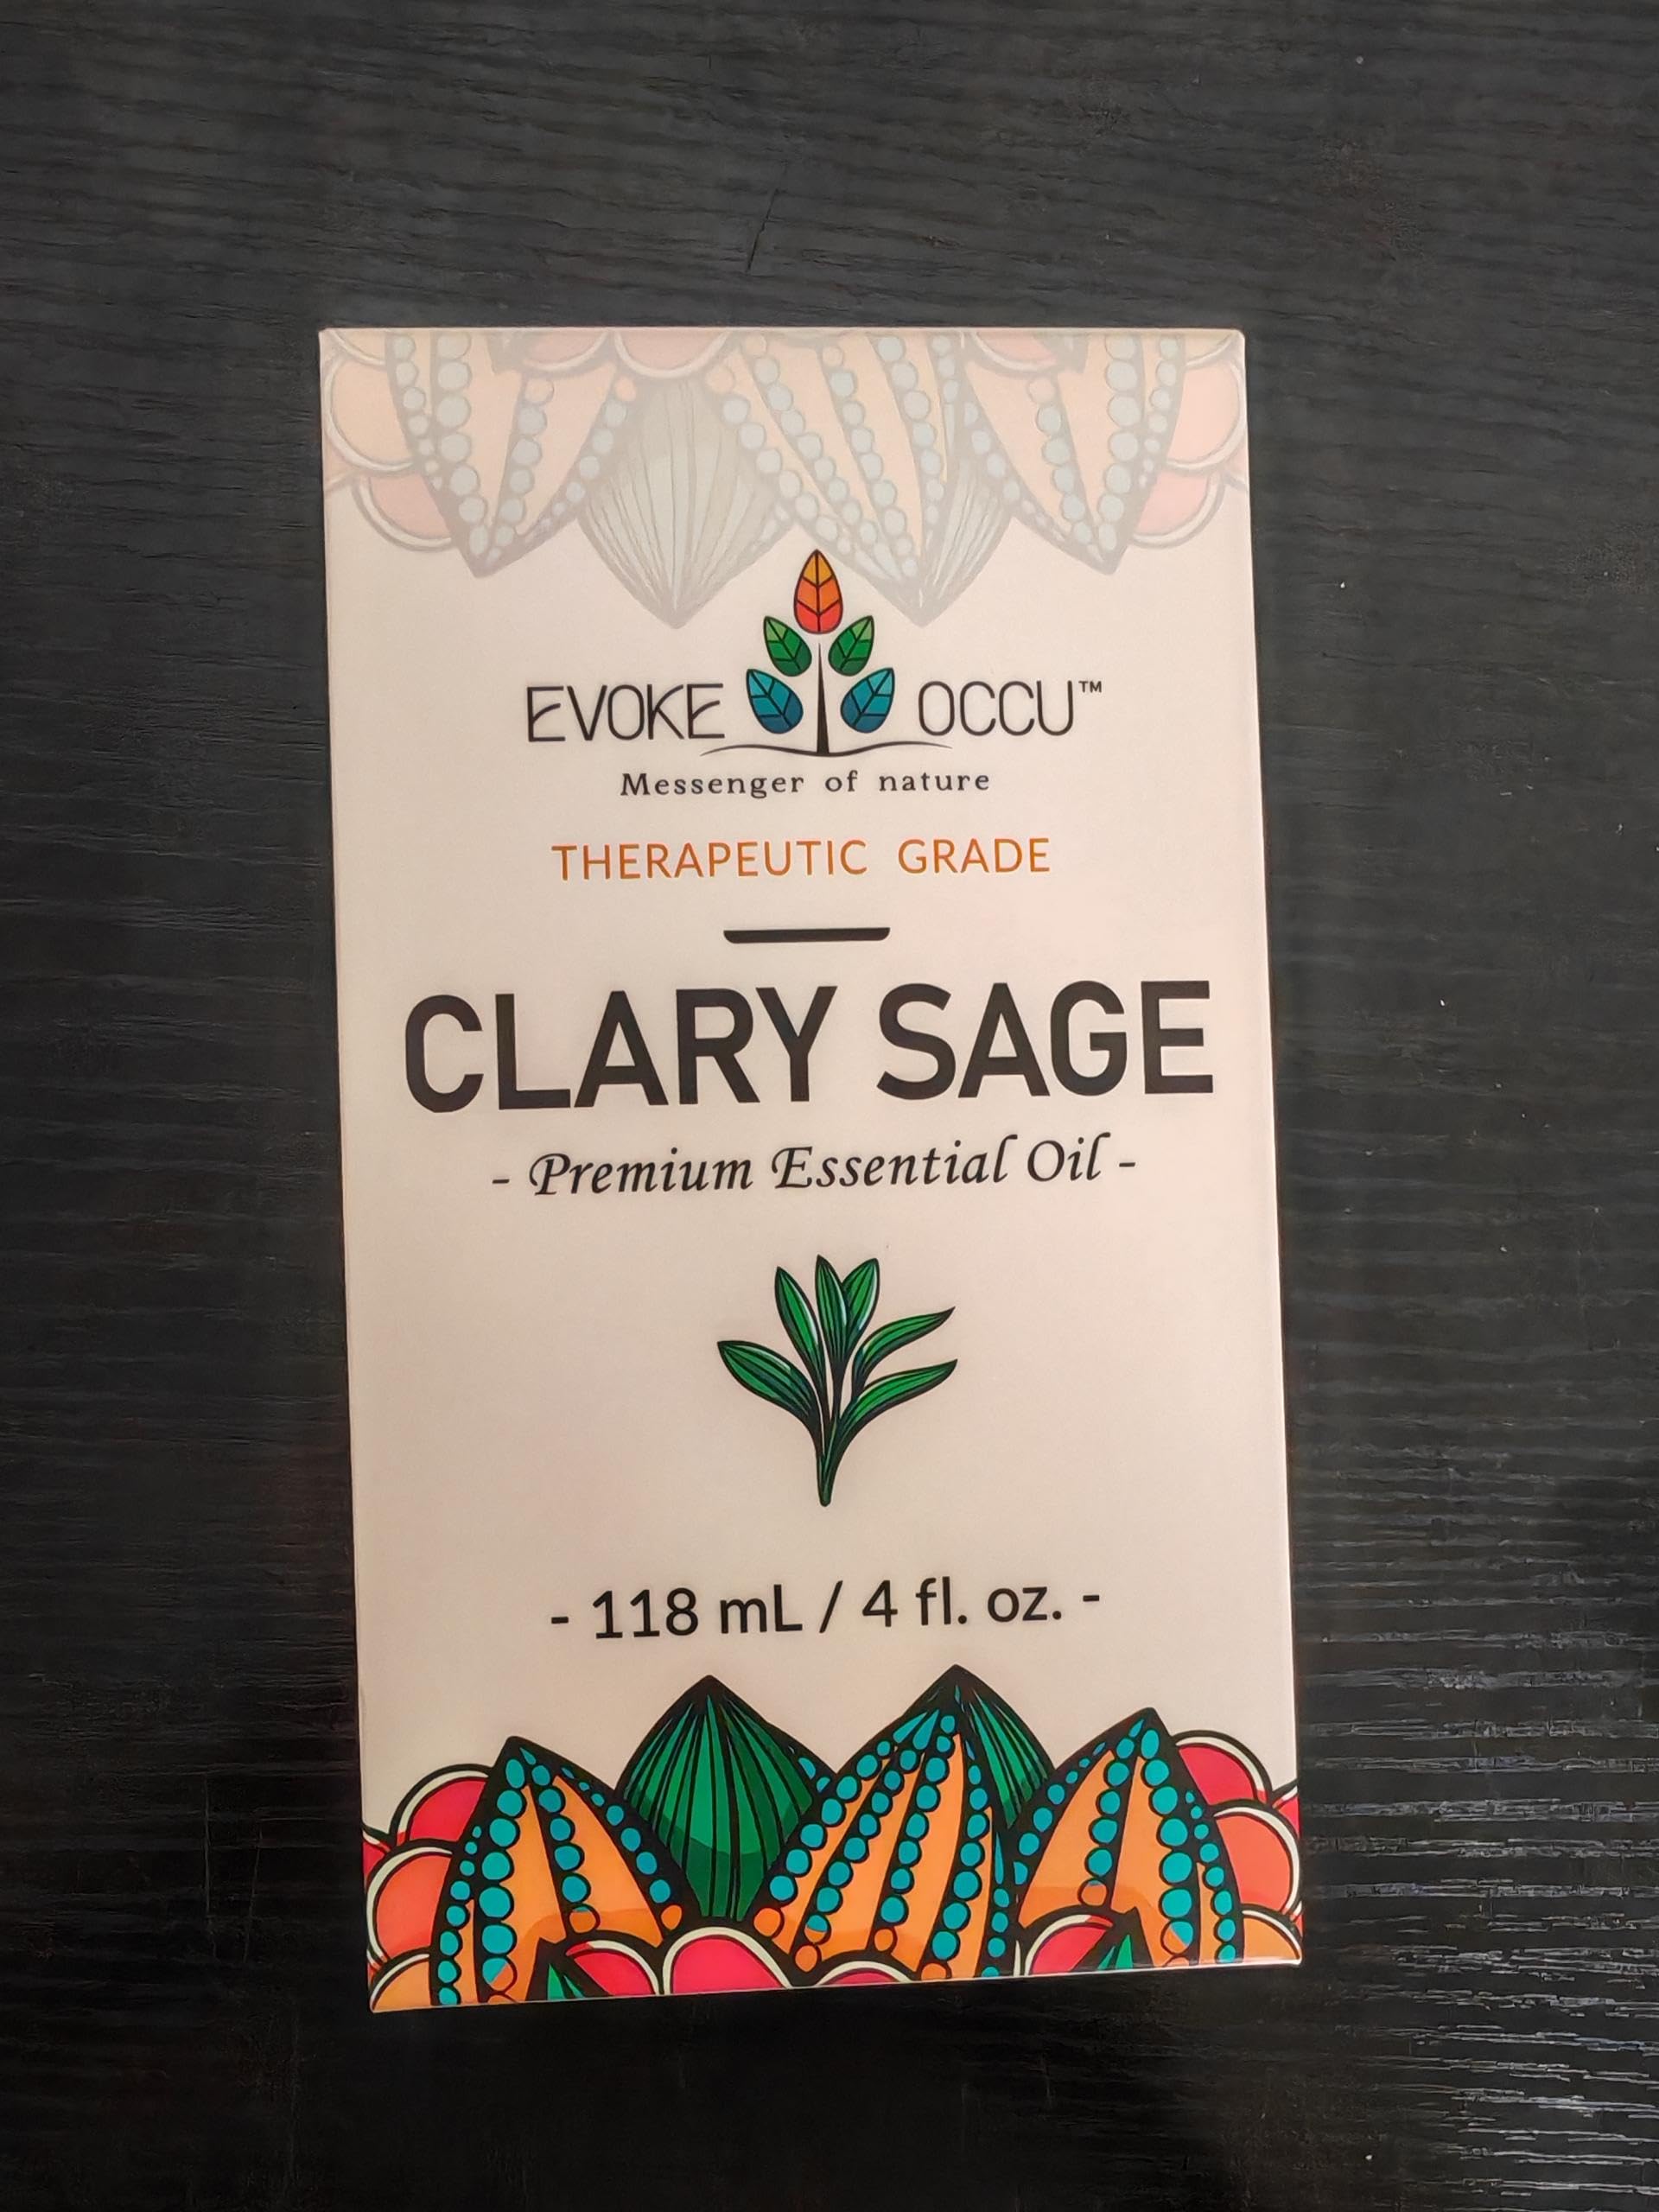 EVOKE OCCU™
Messenger of nature
THERAPEUTIC GRADE
CLARY SAGE
- Premium Essential Oil -
- 118 mL / 4 fl. oz. -